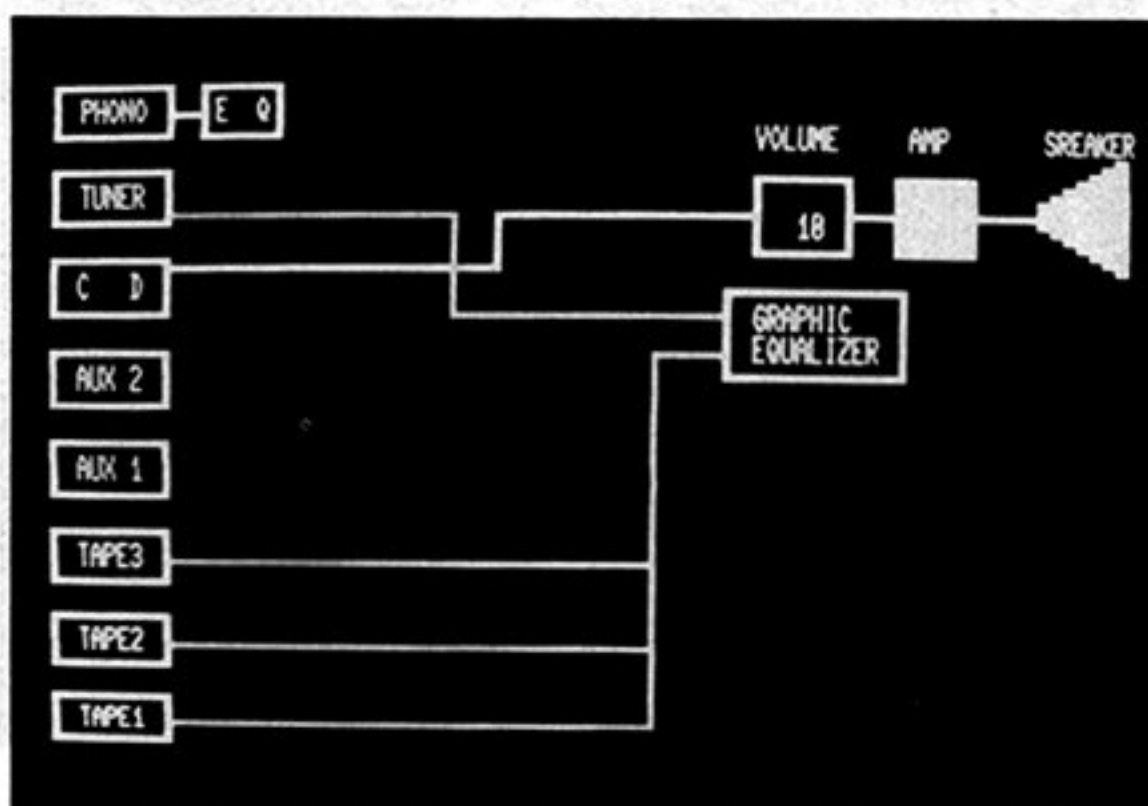 PHONO
E Q
VOLUME
AMP
SREAKER
TUNER
18
C D
GRAPHIC
EQUALIZER
AUX 2
AUX 1
TAPE3
TAPE2
TAPE1